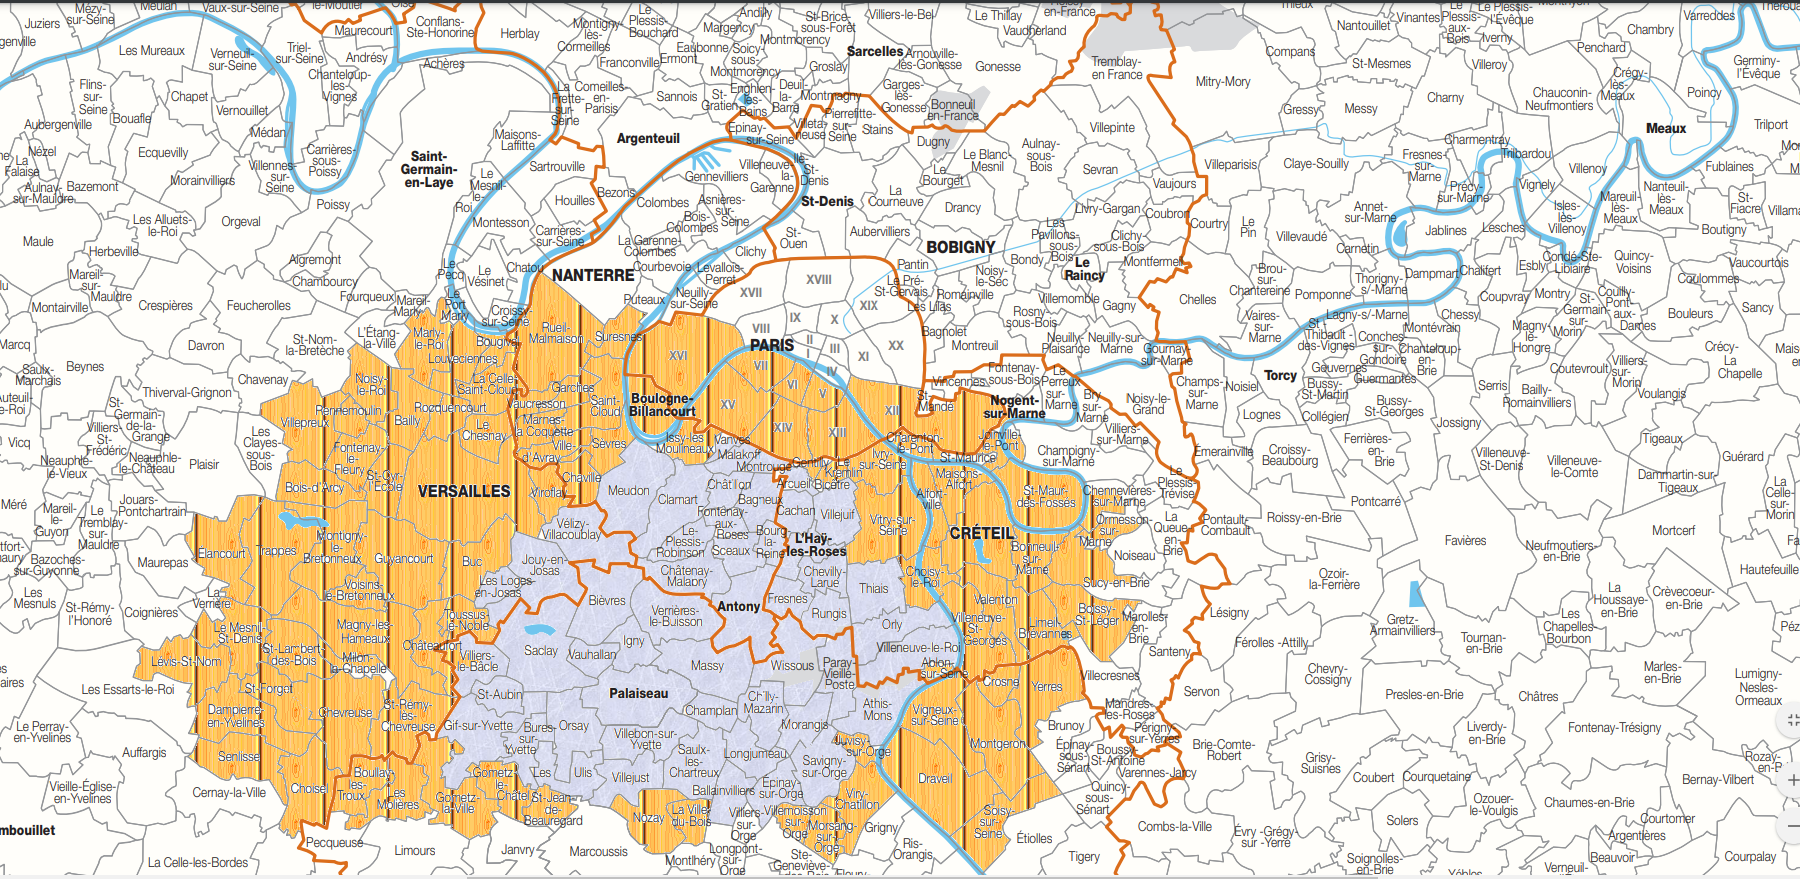 Juziers
Mézy-
sur-Seine
Meulan
Vaux-sur-Seine
le-Moutier
Oise
Maurecourt
Conflans-
Ste-Honorine
Herblay
Montigny-
lès-
Cormeilles
Le
Plessis-
Bouchard
Margency
Andilly
Montmorency
St-Brice-
sous-Forêt
Villiers-le-Bel
Le Thillay
Vaudherland
en-France
Sarcelles
Arnouville-
lès-Gonesse
Gonesse
Eaubonne
Ermont
Soicy-
sous-
Montmorency
Groslay
Franconville
Tremblay-
en France
Compans
Nantouillet
Vinantes
Le
Plessis-
aux-
Bois
Le Plessis-
l'Évêque
Iverny
Penchard
Chambry
Varreddes
Germiny-
l'Évêque
St-Mesmes
Villeroy
Crégy-
lès-
Meaux
Poincy
Mitry-Mory
Gressy
Messy
Charny
Chauconin-
Neufmontiers
Meaux
Trilport
Les Mureaux
Verneuil-
sur-Seine
Triel-
sur-Seine
Andrésy
Achères
Chanteloup-
les-
Vignes
Flins-
sur-
Seine
Chapet
Vernouillet
Bouafle
Aubergenville
Médan
Carrières-
sous-
Poissy
Villennes-
sur-
Seine
Nézel
La
Falaise
Aulnay-
sur-Mauldre
Bazemont
Ecquevilly
Morainvilliers
Poissy
Les Alluets-
le-Roi
Orgeval
Maule
Herbeville
Mareil-
sur-
Mauldre
Montainville
Crespières
Feucherolles
Aigremont
Chambourcy
Fourqueux
Mareil-
Marly
Saint-
Germain-
en-Laye
Maisons-
Laffitte
Sartrouville
Le
Mesnil-
le-
Roi
Montesson
Houilles
Carrières-
sur-Seine
Bezons
Argenteuil
La
Frette-
sur-
Seine
Cormeilles
en-
Parisis
Sannois
St-
Gratien
Enghien-
les-
Bains
Deuil-
la-
Barre
Montmagny
Villeta-
neuse
Pierrefitte-
sur-
Seine
Stains
Garges-
lès-
Gonesse
Bonneuil
en-France
Dugny
Épinay-
sur-Seine
Villeneuve-
la-
Garenne
Gennevilliers
Colombes
Asnières-
sur-
Seine
Bois-
Colombes
La Garenne-
Colombes
Courbevoie
Levallois-
Perret
Clichy
St-
Ouen
St-Denis
La
Courneuve
Le
Bourget
Le Blanc-
Mesnil
Aulnay-
sous-
Bois
Villepinte
Sevran
Villeparisis
Vaujours
Coubron
Livry-Gargan
Clichy-
sous-Bois
Montfermeil
Les
Pavillons-
sous-
Bois
Le
Raincy
Drancy
Aubervilliers
BOBIGNY
Bondy
Noisy-
le-Sec
Pantin
Le Pré-
St-Gervais
Les Lilas
Romainville
Villemomble
Gagny
Rosny-
sous-Bois
Bagnolet
Montreuil
Neuilly-
Plaisance
Neuilly-sur-
Marne
Gournay-
sur-Marne
Chelles
Courtry
Le
Pin
Villevaudé
Claye-Souilly
Annet-
sur-Marne
Fresnes-
sur-
Marne
Charmentray
Précy-
sur-Marne
Trilbardou
Vignely
Isles-
lès-
Villenoy
Villenoy
Mareuil-
lès-
Meaux
Nanteuil-
lès-
Meaux
Fublaines
St-
Fiacre
Boutigny
Carnetin
Jablines
Lesches
Brou-
sur-
Chantereine
Pomponne
Thorigny-
s/-Marne
Dampmart
Chalifert
Esbly
Condé-Ste-
Libiaire
Quincy-
Voisins
Vaucourtois
Coulommes
Sancy
Coupvray
Montry
St-
Germain-
sur-
Morin
Couilly-
Pont-
aux-
Dames
Bouleurs
Lagny-s/-Marne
Chessy
Montévrain
Vaires-
sur-
Marne
St-
Thibault-
des-Vignes
Conches-
sur-
Gondoire
Chanteloup-
en-
Brie
Magny-
le-
Hongre
Coutevroult
Villiers-
sur-
Morin
Crécy-
la-
Chapelle
Gouvernes
Guermantes
Torcy
Bussy-
St-Martin
Collégien
Bussy-
St-Georges
Serris
Bailly-
Romainvilliers
Voulangis
Noisiel
Champs-
sur-
Marne
Lognes
Jossigny
NANTERRE
Puteaux
Neuilly-
sur-Seine
Suresnes
Rueil-
Malmaison
Chatou
Le
Vésinet
Le
Pecq
Le
Port
Marly
Croissy-
sur-Seine
Marly-
le-Roi
Bougival
Louveciennes
L'Étang-
la-Ville
St-Nom-
la-Bretèche
Davron
Beynes
Saulx-
Marchais
Thiverval-Grignon
Chavenay
Noisy-
le-Roi
Rennemoulin
Villepreux
Bailly
Rocquencourt
La Celle-
Saint-Cloud
Vaucresson
Garches
Marnes-
la Coquette
Saint-
Cloud
Le
Chesnay
Ville-
d'Avray
Sèvres
Boulogne-
Billancourt
PARIS
XVII
XVIII
XIX
VIII
IX
X
II
I
III
XI
XX
XVI
VII
IV
VI
V
XV
XII
XIV
XIII
Vincennes
St-
Mandé
Fontenay-
sous-Bois
Le
Perreux
sur-
Marne
Nogent-
sur-Marne
Bry-
sur-
Marne
Noisy-le-
Grand
Villiers-
sur-Marne
Champigny-
sur-Marne
Joinville-
le-Pont
Charenton-
le-Pont
St-Maurice
Maisons-
Alfort
St-Maur-
des-Fossés
Chennevières-
sur-Marne
Ormesson-
sur-
Marne
Le
Plessis-
Trévise
La
Queue-
en-
Brie
Noiseau
Sucy-en-Brie
Émerainville
Croissy-
Beaubourg
Ferrières-
en-
Brie
Pontcarré
Pontault-
Combault
Roissy-en-Brie
Villeneuve-
St-Denis
Villeneuve-
le-Comte
Tigeaux
Dammartin-sur-
Tigeaux
Guérard
La
Celle-
sur-
Morin
Mortcerf
Favières
Neufmoutiers-
en-Brie
Hautefeuille
Ozoir-
la-Ferrière
Lésigny
Férolles -Attilly
Gretz-
Armainvilliers
Tournan-
en-Brie
Les
Chapelles-
Bourbon
La
Houssaye-
en-Brie
Crèvecoeur-
en-Brie
Marles-
en-Brie
Lumigny-
Nesles-
Ormeaux
Chevry-
Cossigny
Presles-en-Brie
Châtres
Liverdy-
en-Brie
Fontenay-Trésigny
Rozay-
Bernay-Vilbert
Servon
Santeny
Marolles-
en-
Brie
Boissy-
St-Léger
Villecresnes
Mandres-
les-Roses
Périgny-
sur-Yerres
Brie-Comte-
Robert
Grisy-
Suisnes
Coubert
Courquetaine
Ozouer-
le-Voulgis
Chaumes-en-Brie
Courtomer
Argentières
Beauvoir
Courpalay
Verneuil-
Solers
Soignolles-
en-Brie
Évry -Grégy-
sur -Yerre
Combs-la-Ville
Varennes-Jarcy
Boussy-
St-Antoine
Quincy-
sous-
Sénart
Épinay-
sous-
Sénart
Brunoy
Yerres
Crosne
Montgeron
Vigneux-
sur-Seine
Draveil
Soisy-
sur-
Seine
Étiolles
Tigery
Ris-
Orangis
Grigny
Viry-
Chatillon
Juvisy-
sur-Orge
Athis-
Mons
Ablon-
sur-Seine
Villeneuve-le-Roi
Orly
Villeneuve-
St-
Georges
Valenton
Limeil-
Brévannes
CRÉTEIL
Bonneuil-
sur-
Marne
Choisy-
le-Roi
Alfort-
ville
Vitry-sur-
Seine
Ivry-
sur-Seine
Le
Kremlin
Bicêtre
Gentilly
Arcueil
Montrouge
Malakoff
Vanves
Issy-les
Moulineaux
Meudon
Clamart
Châtillon
Bagneux
Cachan
Villejuif
Fontenay-
aux-
Roses
Bourg-
la-
Reine
Sceaux
Le-
Plessis-
Robinson
L'Haÿ-
les-Roses
Chevilly-
Larue
Thiais
Rungis
Fresnes
Antony
Châtenay-
Malabry
Verrières-
le-Buisson
Chaville
Viroflay
Vélizy-
Villacoublay
VERSAILLES
Fontenay-
le-
Fleury
St-Cyr-
l'École
Bois-d'Arcy
Les
Clayes-
sous-
Bois
Plaisir
St-
Germain-
de-la-
Grange
Villiers-
St-
Frédéric
Neauphle-
le-Château
Neauphle-
le-Vieux
Vicq
Méré
Mareil-
le-
Guyon
Jouars-
Pontchartrain
Le
Tremblay-
sur-
Mauldre
Bazoches-
sur-Guyonne
Élancourt
Trappes
Montigny-
le-
Bretonneux
Guyancourt
Buc
Jouy-en-
Josas
Les Loges-
en-Josas
Bièvres
Voisins-
le-Bretonneux
Maurepas
Coignières
La
Verrière
Les
Mesnuls
St-Rémy-
l'Honoré
Le Mesnil-
St-Denis
Magny-les-
Hameaux
Toussus-
le-Noble
Châteaufort
Villiers-
le-Bâcle
Saclay
Vauhallan
Igny
Massy
Wissous
Paray-
Vieille-
Poste
Lévis-St-Nom
St-Lambert
des-Bois
Milon-
la-Chapelle
Les Essarts-le-Roi
St-Forget
Dampierre-
en-Yvelines
Chevreuse
St-Rémy-
lès-
Chevreuse
St-Aubin
Gif-sur-Yvette
Bures-
sur-
Yvette
Orsay
Palaiseau
Champlan
Chilly-
Mazarin
Morangis
Villebon-
sur-
Yvette
Saulx-
les-
Chartreux
Longjumeau
Savigny-
sur-Orge
Épinay-
sur-Orge
Ballainvilliers
Villejust
Les
Ulis
Le Perray-
en-Yvelines
Auffargis
Senlisse
Vieille-Église-
en-Yvelines
Cernay-la-Ville
Choisel
Boullay-
les-
Troux
Les
Molières
Gometz-
la-Ville
Gometz-
le-
Châtel
St-Jean-
de-
Beauregard
Nozay
La Ville-
du-Bois
Villiers-
sur-
Orge
Villemoisson-
sur-
Orge
Morsang-
sur-
Orge
Longpont-
sur-
Orge
Ste-
Geneviève-
des-Bois
Montlhéry
Marcoussis
Janvry
Limours
Pecqueuse
La Celle-les-Bordes